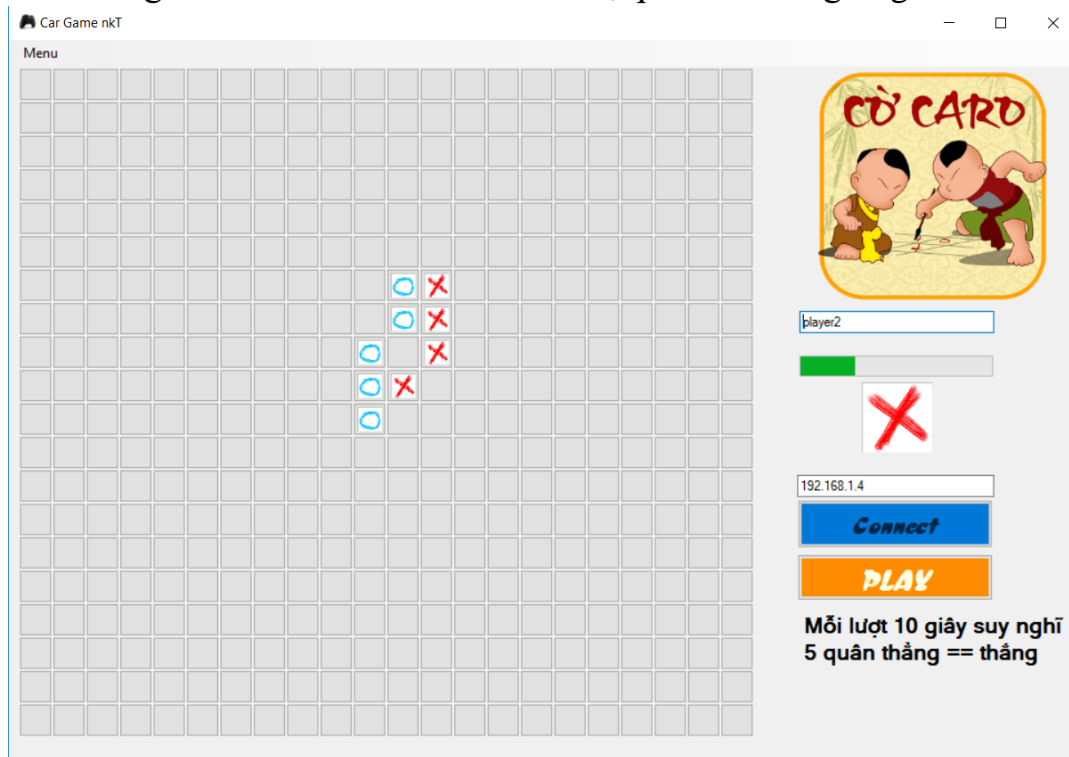 Car Game nkT
Menu
CỜ CARO
player2
192.168.1.4
Connect
PLAY
Mỗi lượt 10 giây suy nghĩ
5 quân thẳng == thắng